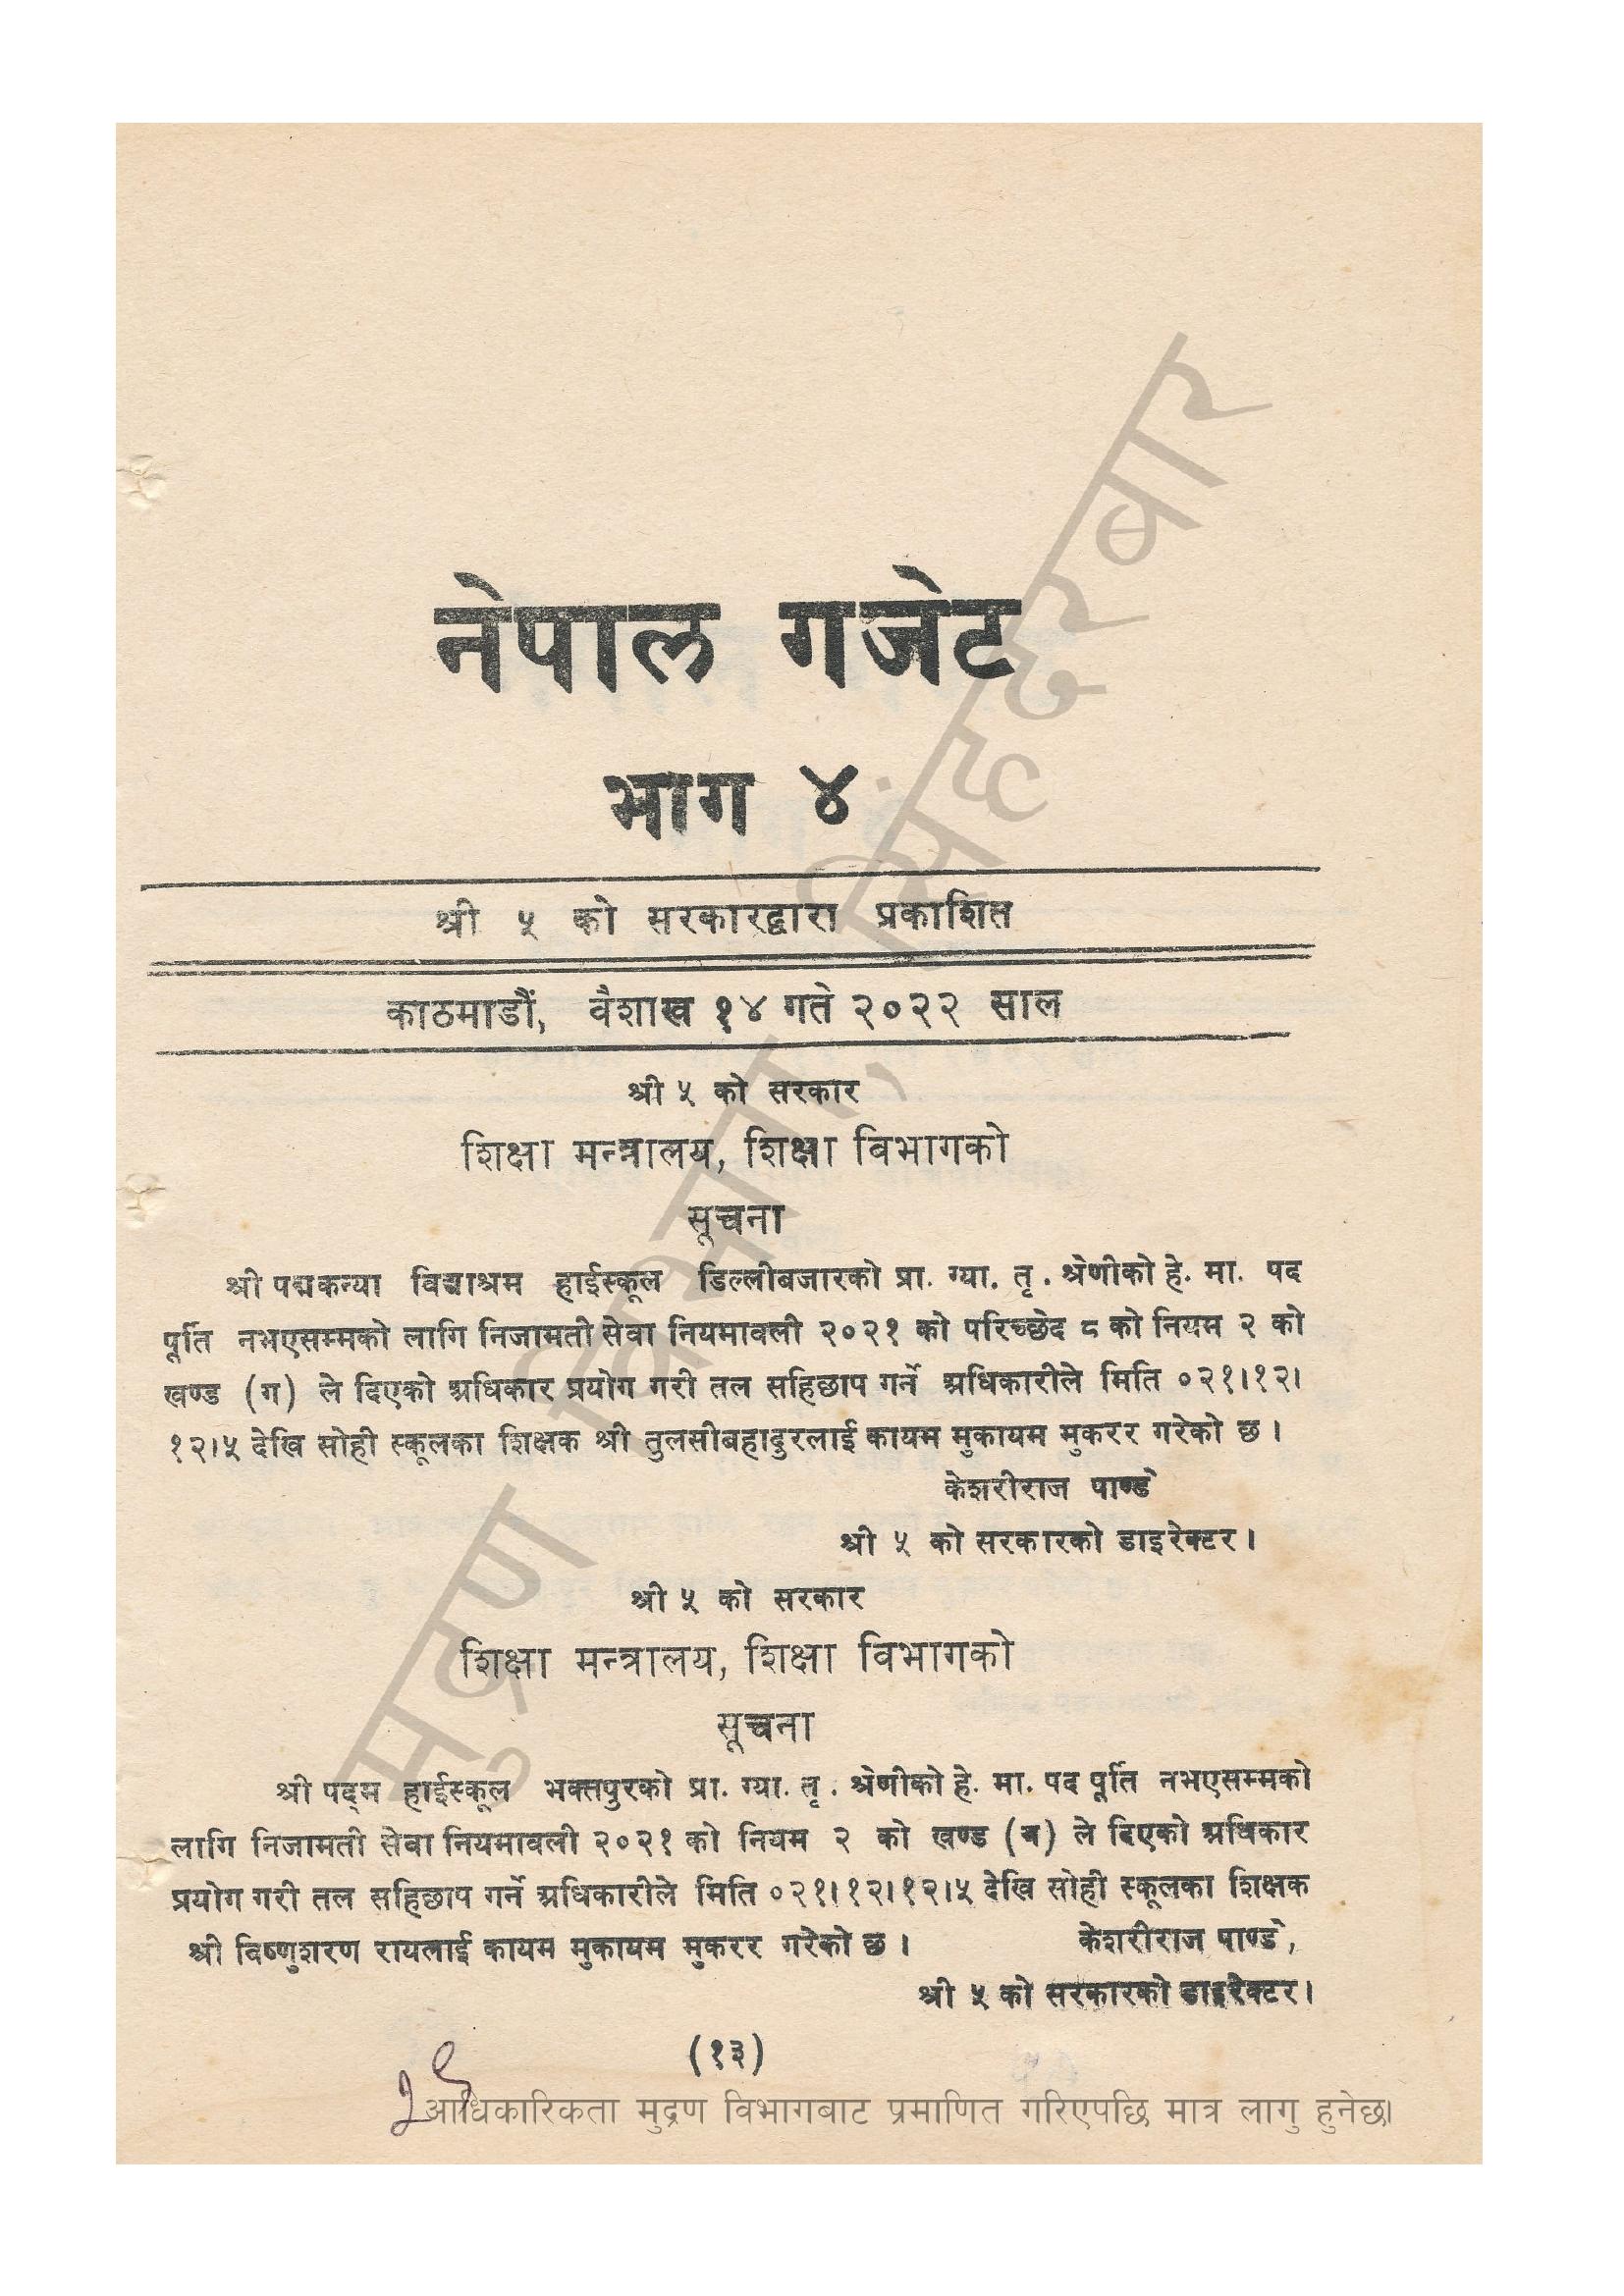 नेपाल गजेट
भाग ४
श्री ५ को सरकारद्वारा प्रकाशित
काठमाडौं, वैशाख १४ गते २०२२ साल
श्री ५ को सरकार
शिक्षा मन्त्रालय, शिक्षा विभागको
सूचना
श्री पद्मकन्या विद्याश्रम हाईस्कूल डिल्लीबजारको प्रा. ग्या. तृ. श्रेणीको हे. मा. पद
पूर्ति नभएसम्मको लागि निजामती सेवा नियमावली २०२१ को परिच्छेद ८ को नियम २ को
खण्ड (ग) ले दिएको अधिकार प्रयोग गरी तल सहिछाप गर्ने अधिकारीले मिति ०२१।१२।
१२।५ देखि सोही स्कूलका शिक्षक श्री तुलसीबहादुरलाई कायम मुकायम मुकरर गरेको छ।
केशरीराज पाण्डे
श्री ५ को सरकारको डाइरेक्टर।
श्री ५ को सरकार
शिक्षा मन्त्रालय, शिक्षा विभागको
सूचना
श्री पद्म हाईस्कूल भक्तपुरको प्रा. ग्या. तृ. श्रेणीको हे. मा. पद पूर्ति नभएसम्मको
लागि निजामती सेवा नियमावली २०२१ को नियम २ को खण्ड ले दिएको अधिकार
प्रयोग गरी तल सहिछाप गर्ने अधिकारीले मिति ०२१।१२।१२।५ देखि सोही स्कूलका शिक्षक
श्री विष्णुशरण रायलाई कायम मुकायम मुकरर गरेको छ। केशरीराज पाण्डे,
श्री ५ को सरकारको डाइरेक्टर।
(१३)
आधिकारिकता मुद्रण विभागबाट प्रमाणित गरिएपछि मात्र लागु हुनेछ।
मुद्रण विभाग, सिंहदरबार